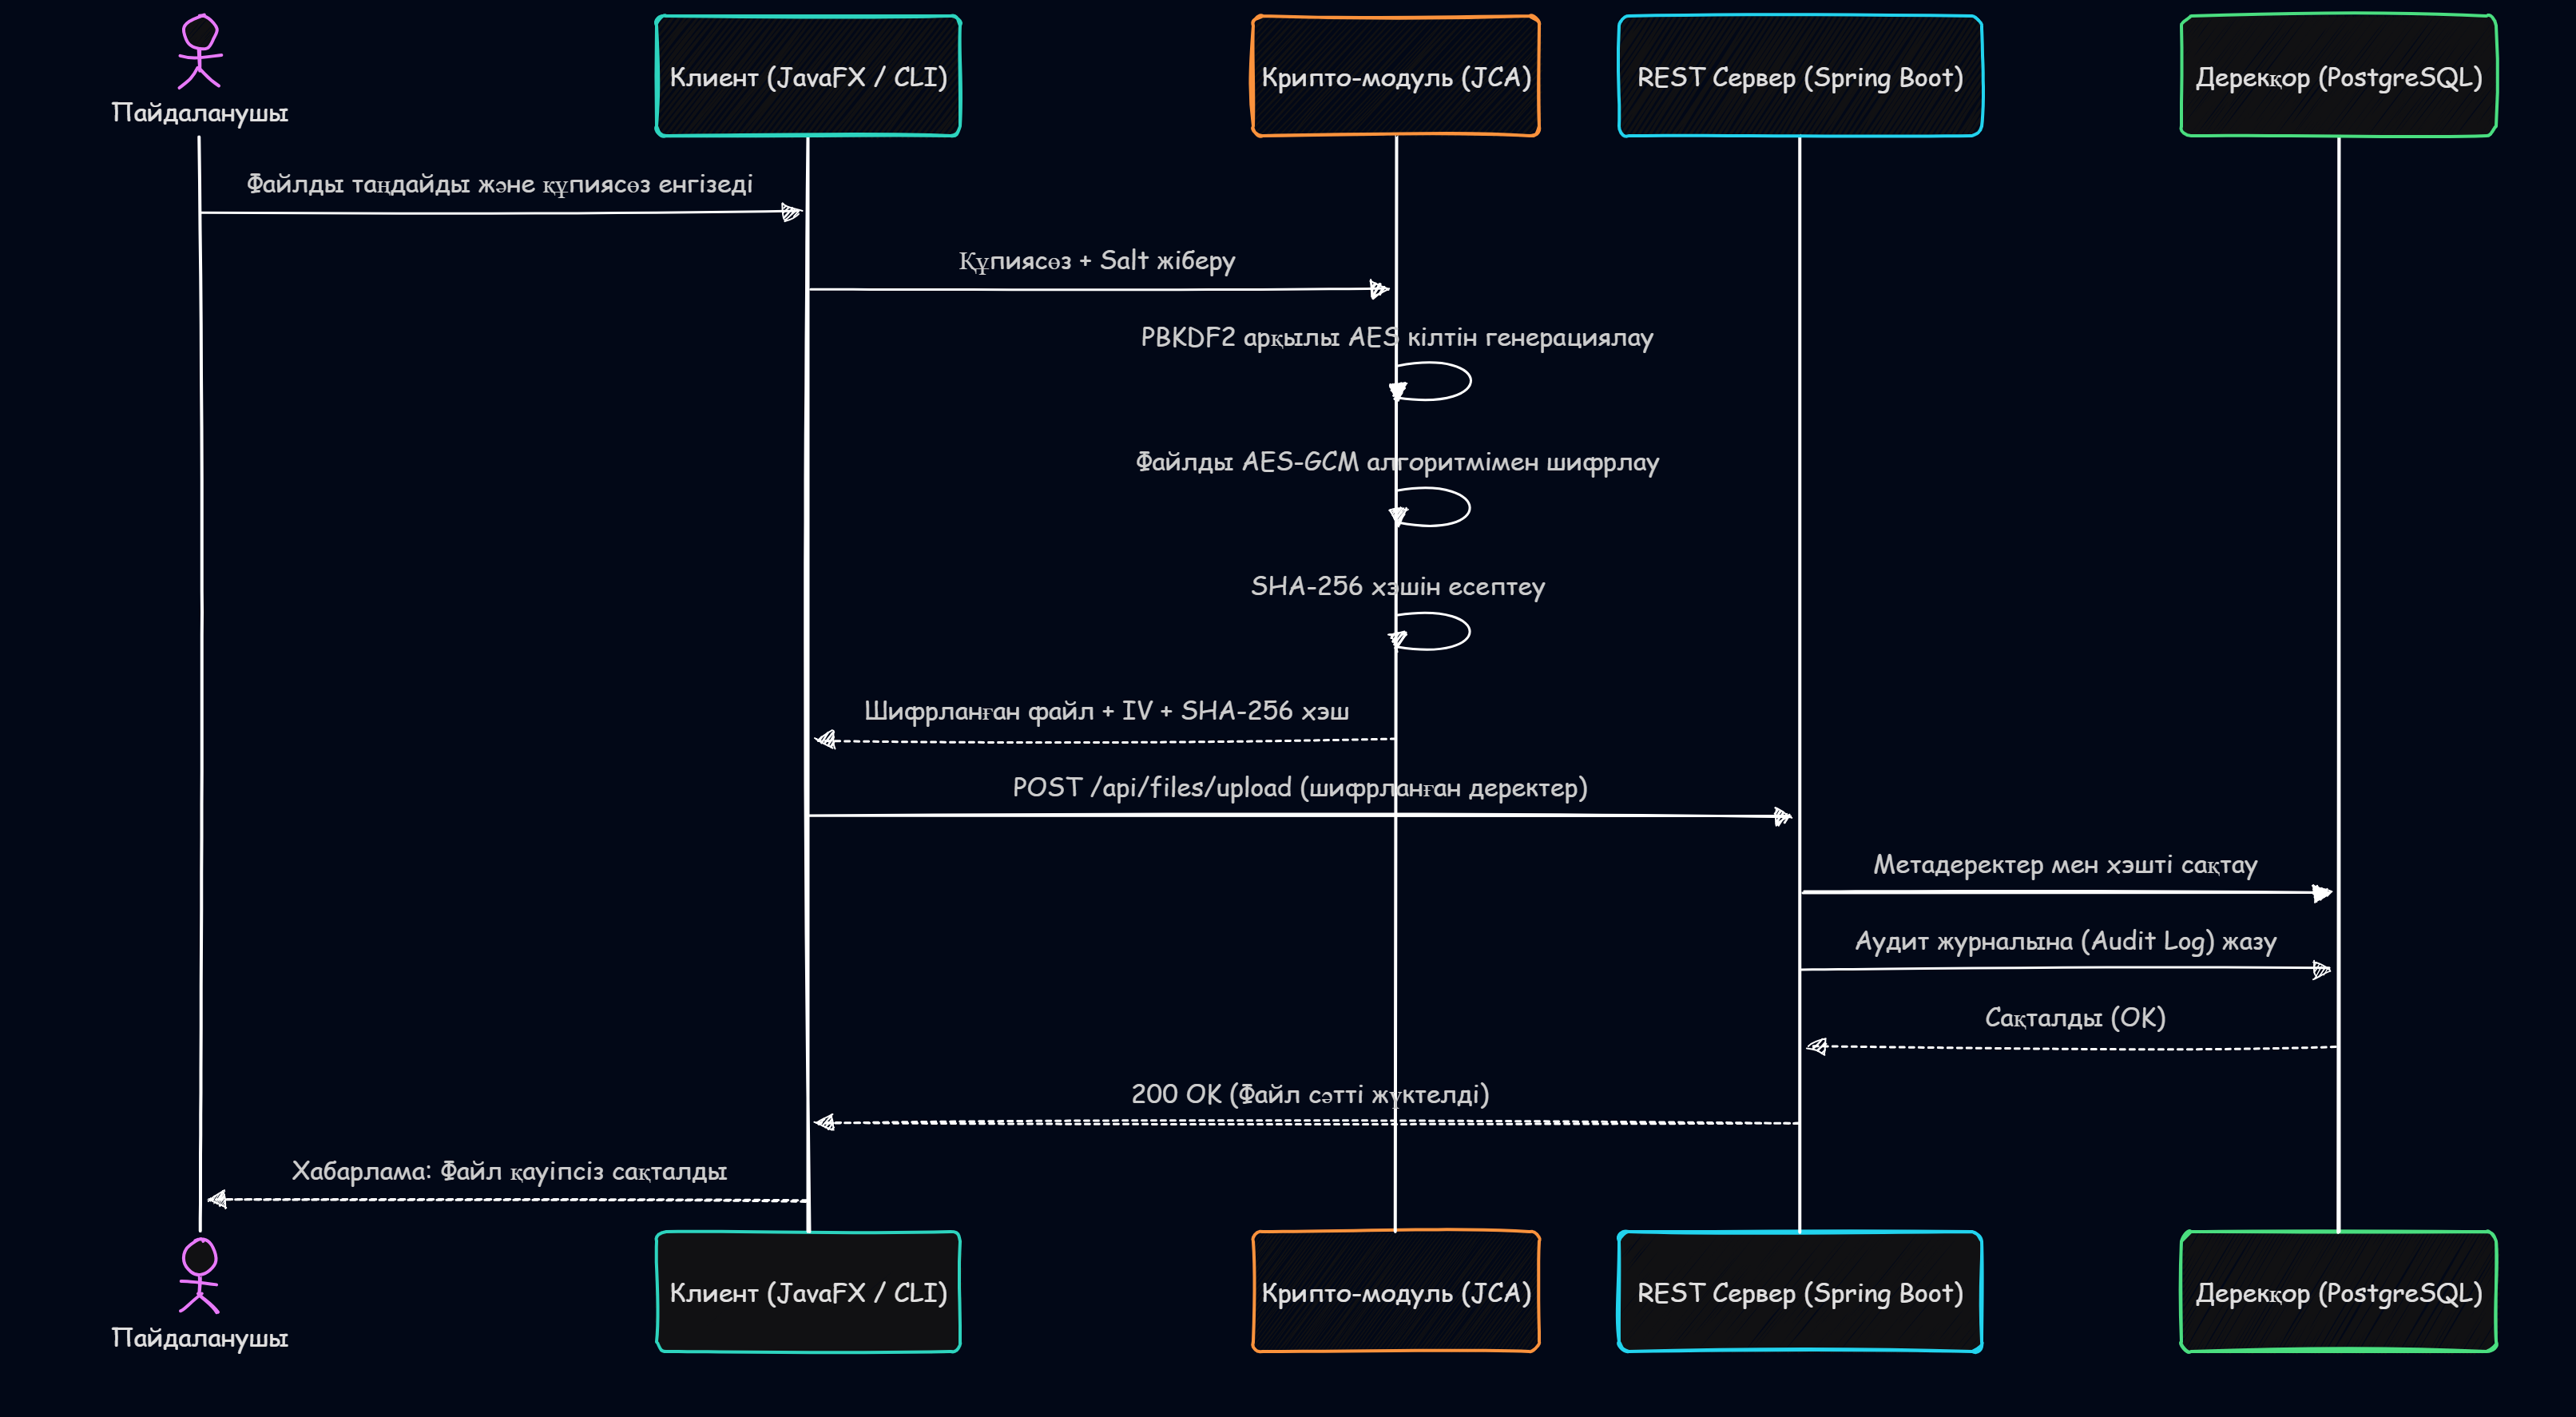 Пайдаланушы
Клиент (JavaFX / CLI)
Крипто-модуль (JCA)
REST Сервер (Spring Boot)
Дерекқор (PostgreSQL)
Файлды таңдайды және құпиясөз енгізеді
Құпиясөз + Salt жіберу
PBKDF2 арқылы AES кілтін генерациялау
Файлды AES-GCM алгоритмімен шифрлау
SHA-256 хэшін есептеу
Шифрланған файл + IV + SHA-256 хэш
POST /api/files/upload (шифрланған деректер)
Метадеректер мен хэшті сақтау
Аудит журналына (Audit Log) жазу
Сақталды (OK)
200 OK (Файл сәтті жүктелді)
Хабарлама: Файл қауіпсіз сақталды
Пайдаланушы
Клиент (JavaFX / CLI)
Крипто-модуль (JCA)
REST Сервер (Spring Boot)
Дерекқор (PostgreSQL)